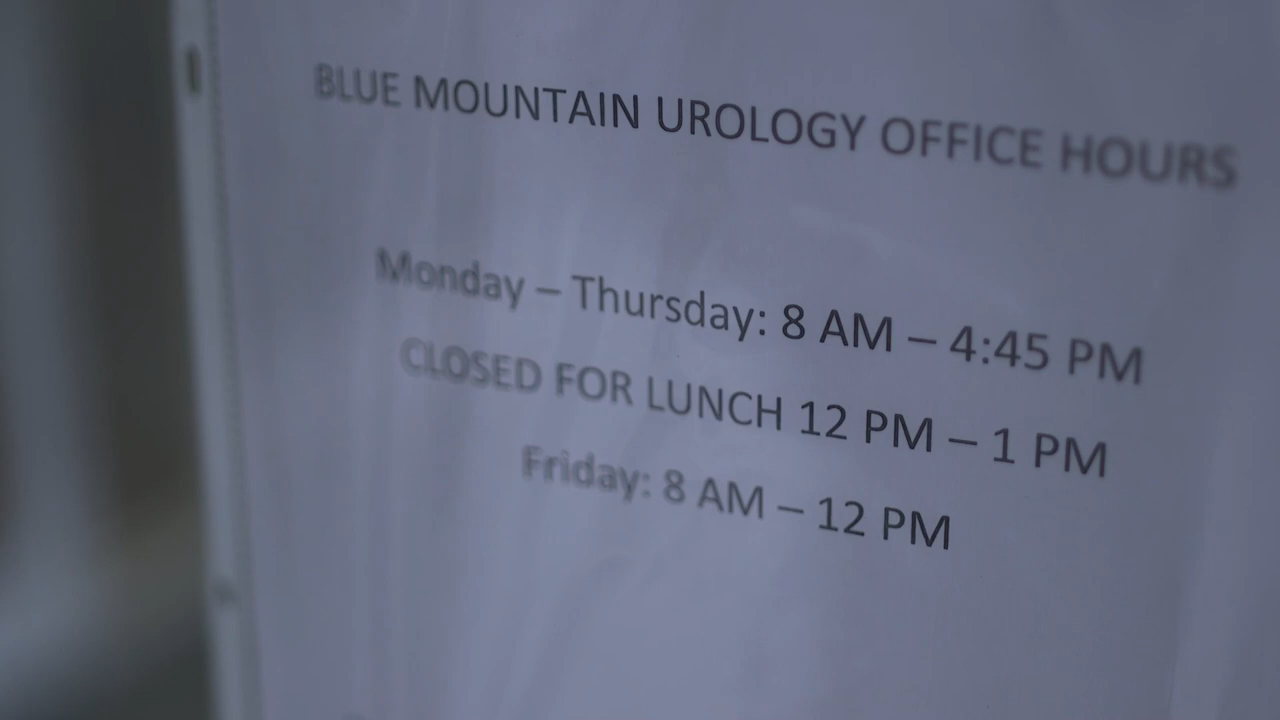 BLUE MOUNTAIN UROLOGY OFFICE HOURS
Monday – Thursday: 8 AM – 4:45 PM
CLOSED FOR LUNCH 12 PM – 1 PM
Friday: 8 AM – 12 PM